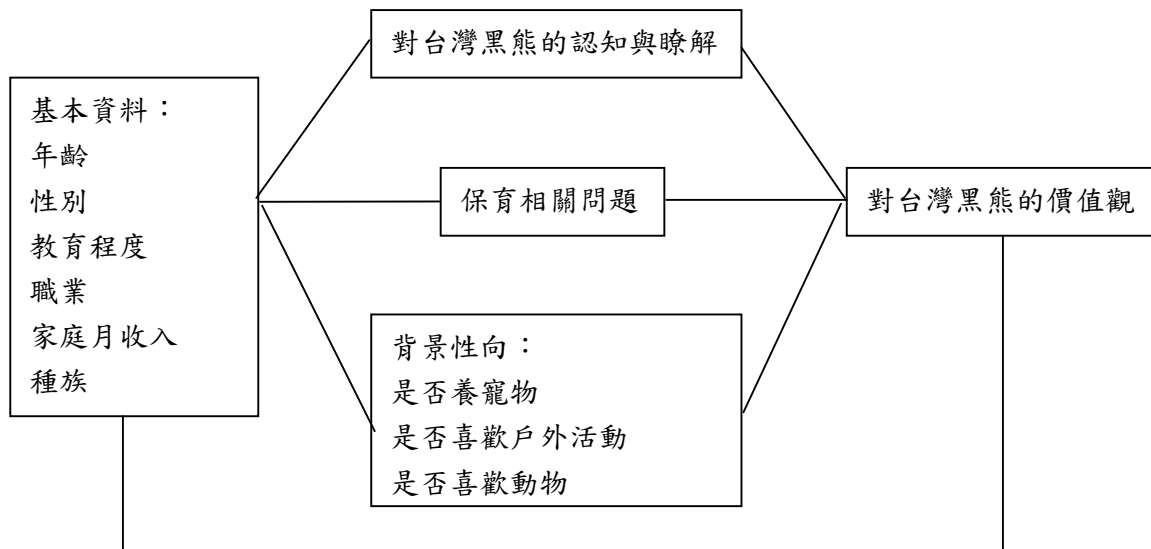 對台灣黑熊的認知與瞭解
基本資料：
年齡
性別
教育程度
職業
家庭月收入
種族
保育相關問題
對台灣黑熊的價值觀
背景性向：
是否養寵物
是否喜歡戶外活動
是否喜歡動物